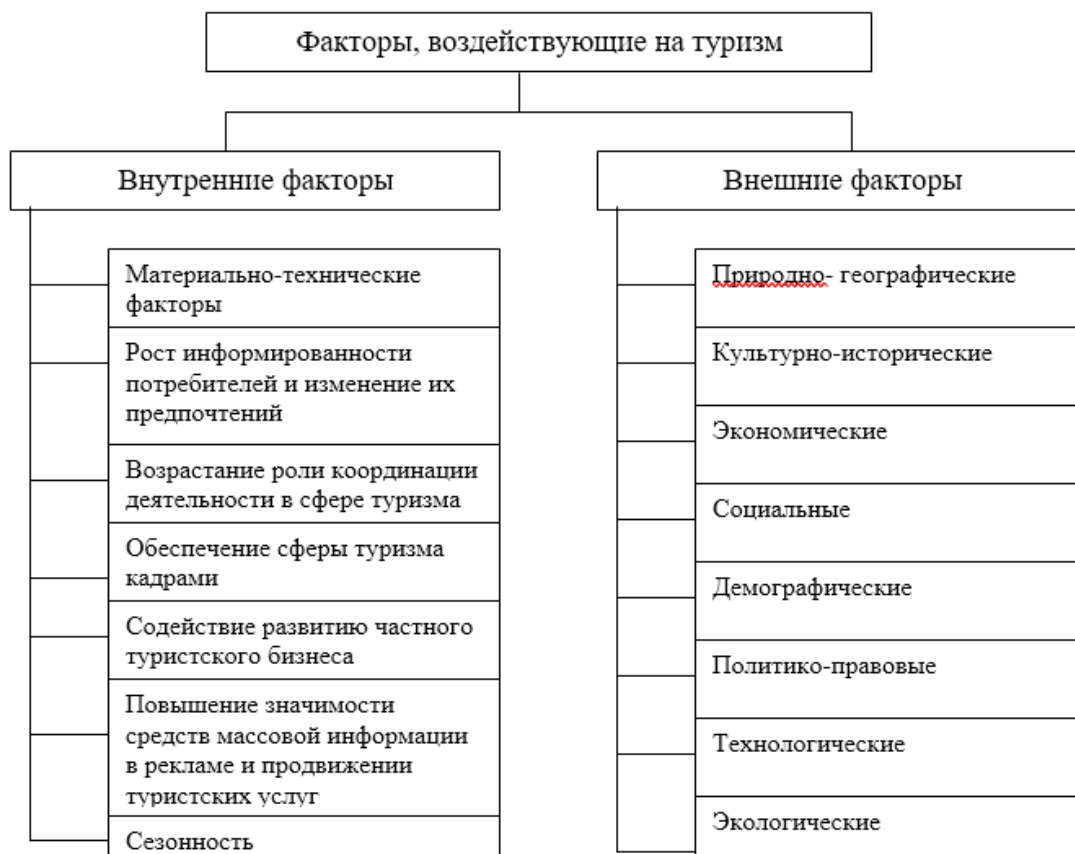 Факторы, воздействующие на туризм
Внутренние факторы
Материально-технические
факторы
Рост информированности
потребителей и изменение их
предпочтений
Возрастание роли координации
деятельности в сфере туризма
Обеспечение сферы туризма
кадрами
Содействие развитию частного
туристского бизнеса
Повышение значимости
средств массовой информации
в рекламе и продвижении
туристских услуг
Сезонность
Внешние факторы
Природно- географические
Культурно-исторические
Экономические
Социальные
Демографические
Политико-правовые
Технологические
Экологические